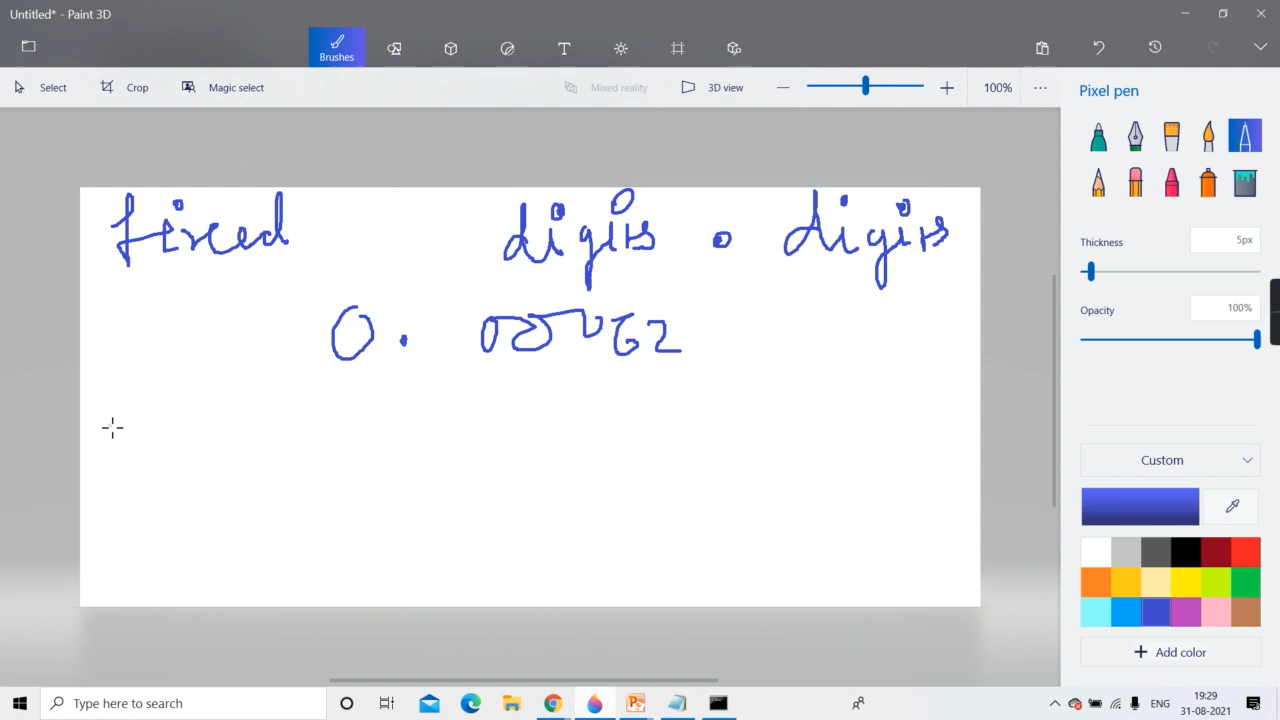 Untitled* - Paint 3D
Brushes
Select Crop Magic select Mixed reality 3D view 100%
Pixel pen
Thickness 5px
Opacity 100%
fixed digits . digits
0.
62
Custom
Add color
Type here to search
ENG 19:29
31-08-2021